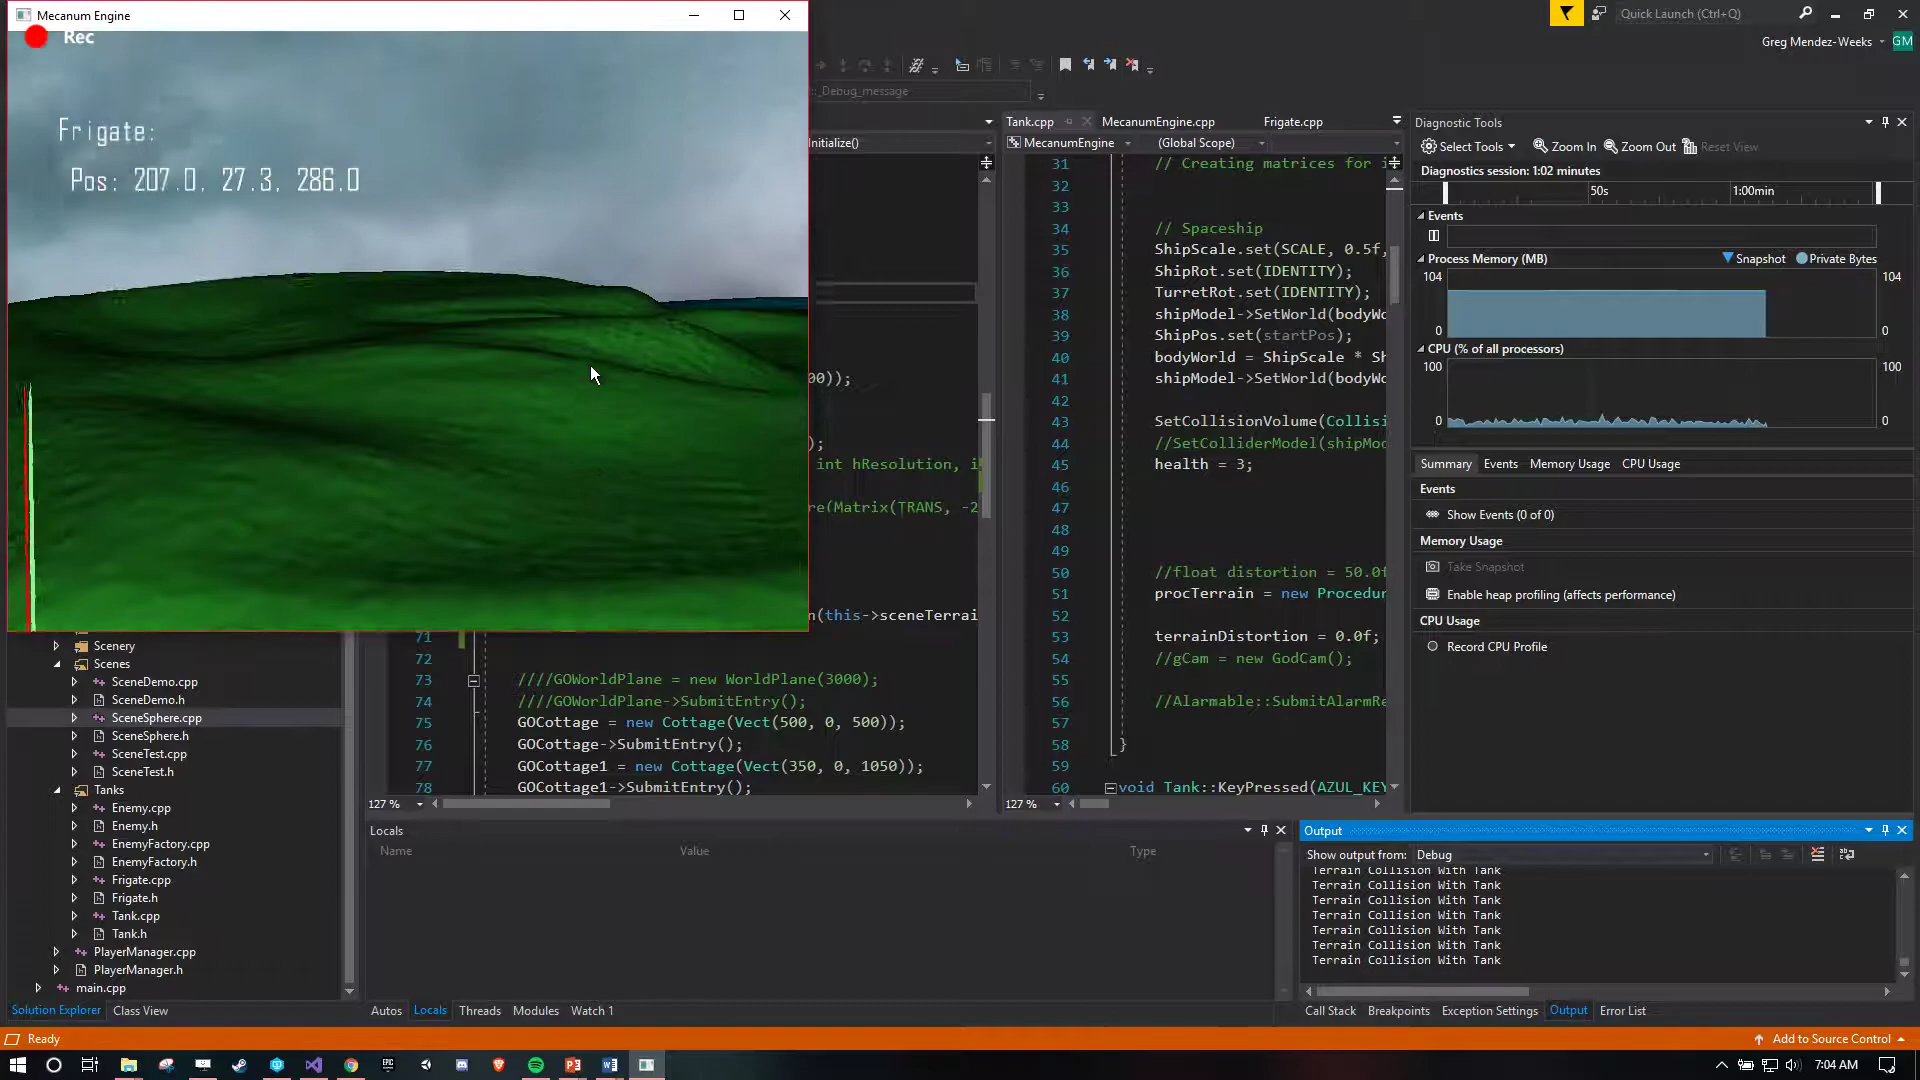 Mecanum Engine
Rec
Frigate:
Pos: 207.0, 27.3, 286.0
Quick Launch (Ctrl+Q)
Greg Mendez-Weeks
GM
::_Debug_message
Initialize()
00));
);
int hResolution, i
re(Matrix(TRANS, -2
n(this->sceneTerrai
71
72
73 ////GOWorldPlane = new WorldPlane(3000);
74 ////GOWorldPlane->SubmitEntry();
75 GOCottage = new Cottage(Vect(500, 0, 500));
76 GOCottage->SubmitEntry();
77 GOCottage1 = new Cottage(Vect(350, 0, 1050));
78 GOCottage1->SubmitEntry();
127 %
Tank.cpp
MecanumEngine.cpp
Frigate.cpp
MecanumEngine
(Global Scope)
31 // Creating matrices for i
32
33
34 // Spaceship
35 ShipScale.set(SCALE, 0.5f,
36 ShipRot.set(IDENTITY);
37 TurretRot.set(IDENTITY);
38 shipModel->SetWorld(bodyWo
39 ShipPos.set(startPos);
40 bodyWorld = ShipScale * Sh
41 shipModel->SetWorld(bodyWo
42
43 SetCollisionVolume(Collisi
44 //SetColliderModel(shipMod
45 health = 3;
46
47
48
49
50 //float distortion = 50.0f
51 procTerrain = new Procedur
52
53 terrainDistortion = 0.0f;
54 //gCam = new GodCam();
55
56 //Alarmable::SubmitAlarmRe
57
58 }
59
60 void Tank::KeyPressed(AZUL_KEY
127 %
Diagnostic Tools
Select Tools
Zoom In
Zoom Out
Reset View
Diagnostics session: 1:02 minutes
50s
1:00min
Events
Process Memory (MB)
Snapshot
Private Bytes
104
104
0
0
CPU (% of all processors)
100
100
0
0
Summary
Events
Memory Usage
CPU Usage
Events
Show Events (0 of 0)
Memory Usage
Take Snapshot
Enable heap profiling (affects performance)
CPU Usage
Record CPU Profile
Scenery
Scenes
SceneDemo.cpp
SceneDemo.h
SceneSphere.cpp
SceneSphere.h
SceneTest.cpp
SceneTest.h
Tanks
Enemy.cpp
Enemy.h
EnemyFactory.cpp
EnemyFactory.h
Frigate.cpp
Frigate.h
Tank.cpp
Tank.h
PlayerManager.cpp
PlayerManager.h
main.cpp
Solution Explorer
Class View
Locals
Name
Value
Type
Autos
Locals
Threads
Modules
Watch 1
Output
Show output from:
Debug
Terrain Collision With Tank
Terrain Collision With Tank
Terrain Collision With Tank
Terrain Collision With Tank
Terrain Collision With Tank
Terrain Collision With Tank
Terrain Collision With Tank
Call Stack
Breakpoints
Exception Settings
Output
Error List
Ready
Add to Source Control
7:04 AM